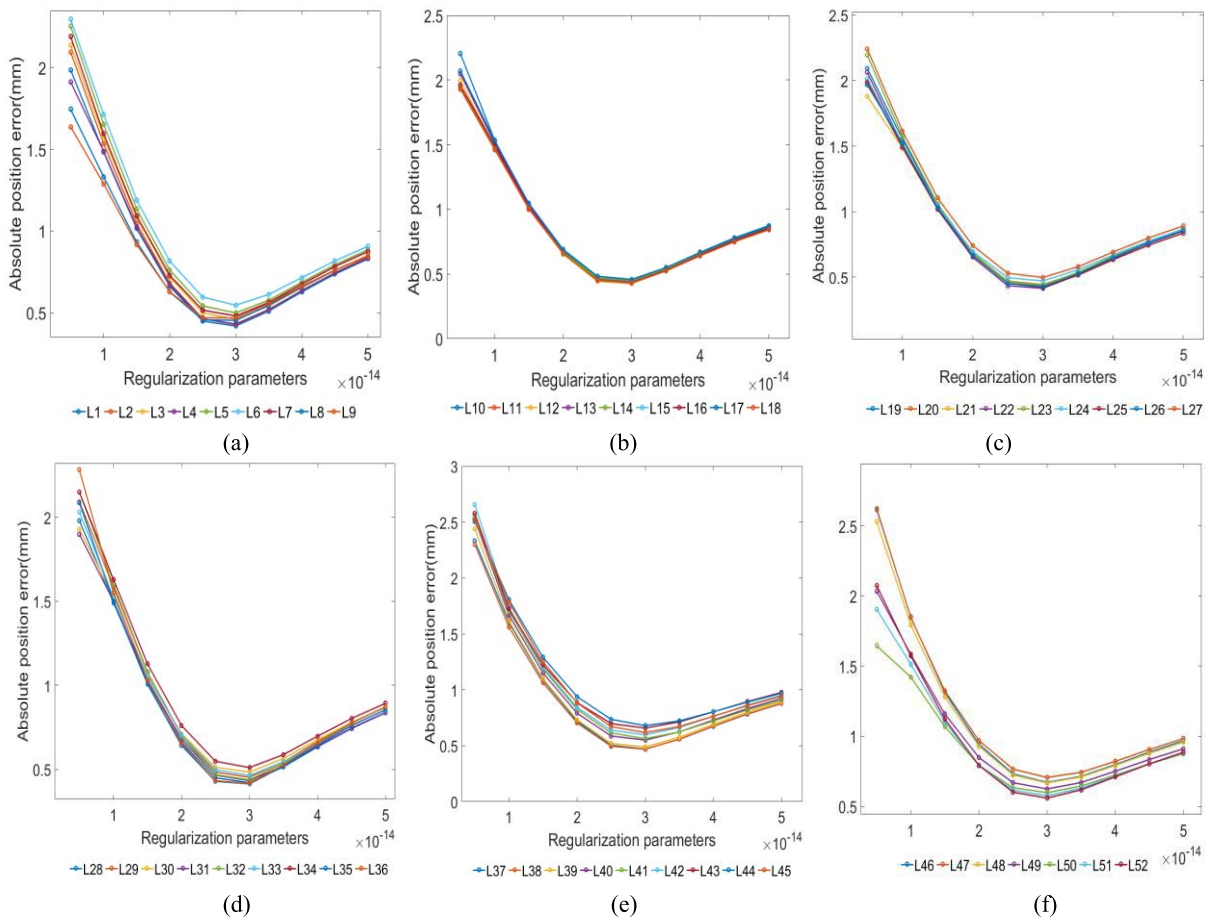 Absolute position error(mm)
2
1.5
1
0.5
1 2 3 4 5
Regularization parameters
×10-14
L1 L2 L3 L4 L5 L6 L7 L8 L9
(a)
Absolute position error(mm)
2.5
2
1.5
1
0.5
0
1 2 3 4 5
Regularization parameters
×10-14
L10 L11 L12 L13 L14 L15 L16 L17 L18
(b)
Absolute position error(mm)
2.5
2
1.5
1
0.5
1 2 3 4 5
Regularization parameters
×10-14
L19 L20 L21 L22 L23 L24 L25 L26 L27
(c)
Absolute position error(mm)
2
1.5
1
0.5
1 2 3 4 5
Regularization parameters
×10-14
L28 L29 L30 L31 L32 L33 L34 L35 L36
(d)
Absolute position error(mm)
3
2.5
2
1.5
1
0.5
0
1 2 3 4 5
Regularization parameters
×10-14
L37 L38 L39 L40 L41 L42 L43 L44 L45
(e)
Absolute position error(mm)
2.5
2
1.5
1
0.5
1 2 3 4 5
Regularization parameters
×10-14
L46 L47 L48 L49 L50 L51 L52
(f)